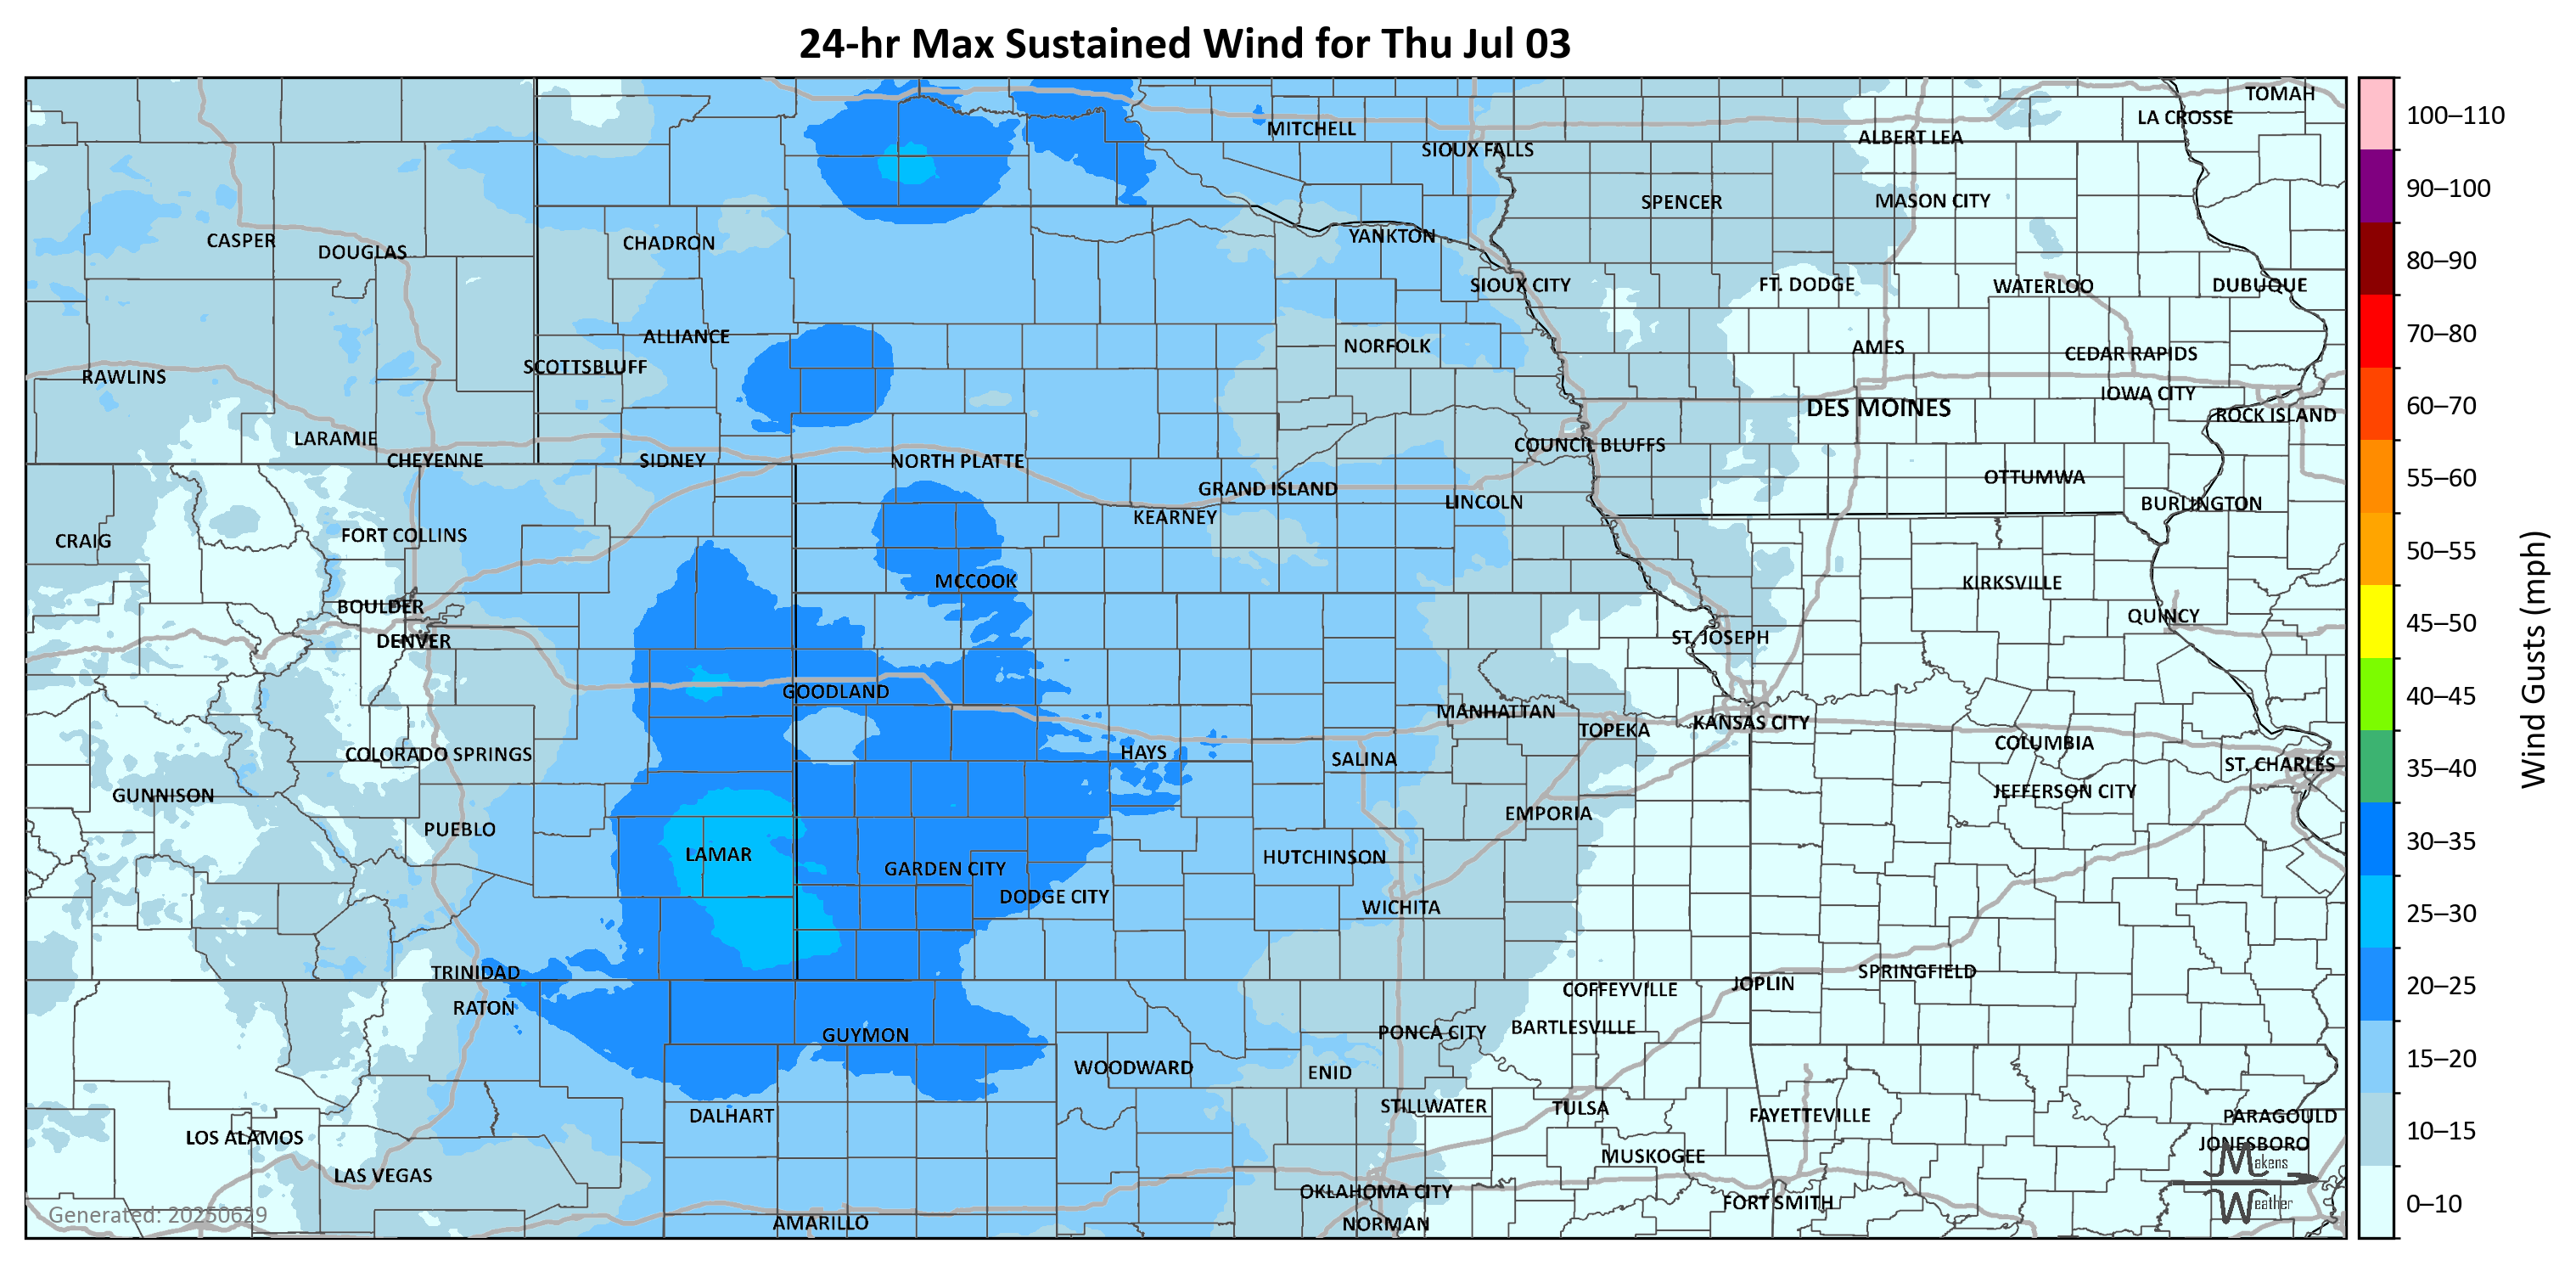 24-hr Max Sustained Wind for Thu Jul 03
TOMAH
LA CROSSE
MITCHELL
ALBERT LEA
SIOUX FALLS
SPENCER
MASON CITY
CASPER
CHADRON
YANKTON
DOUGLAS
SIOUX CITY
FT. DODGE
WATERLOO
DUBUQUE
ALLIANCE
NORFOLK
AMES
CEDAR RAPIDS
SCOTTSBLUFF
RAWLINS
IOWA CITY
DES MOINES
ROCK ISLAND
LARAMIE
COUNCIL BLUFFS
CHEYENNE
SIDNEY
NORTH PLATTE
OTTUMWA
GRAND ISLAND
LINCOLN
BURLINGTON
KEARNEY
CRAIG
FORT COLLINS
MCCOOK
KIRKSVILLE
BOULDER
QUINCY
DENVER
ST. JOSEPH
GOODLAND
MANHATTAN
KANSAS CITY
TOPEKA
COLUMBIA
COLORADO SPRINGS
HAYS
SALINA
ST. CHARLES
GUNNISON
JEFFERSON CITY
EMPORIA
PUEBLO
LAMAR
HUTCHINSON
GARDEN CITY
DODGE CITY
WICHITA
TRINIDAD
SPRINGFIELD
JOPLIN
COFFEYVILLE
RATON
BARTLESVILLE
PONCA CITY
GUYMON
WOODWARD
ENID
STILLWATER
TULSA
DALHART
FAYETTEVILLE
PARAGOULD
LOS ALAMOS
JONESBORO
MUSKOGEE
LAS VEGAS
OKLAHOMA CITY
FORT SMITH
AMARILLO
NORMAN
Generated: 20250629
Makens
Weather
100–110
90–100
80–90
70–80
60–70
55–60
50–55
45–50
40–45
35–40
30–35
25–30
20–25
15–20
10–15
0–10
Wind Gusts (mph)